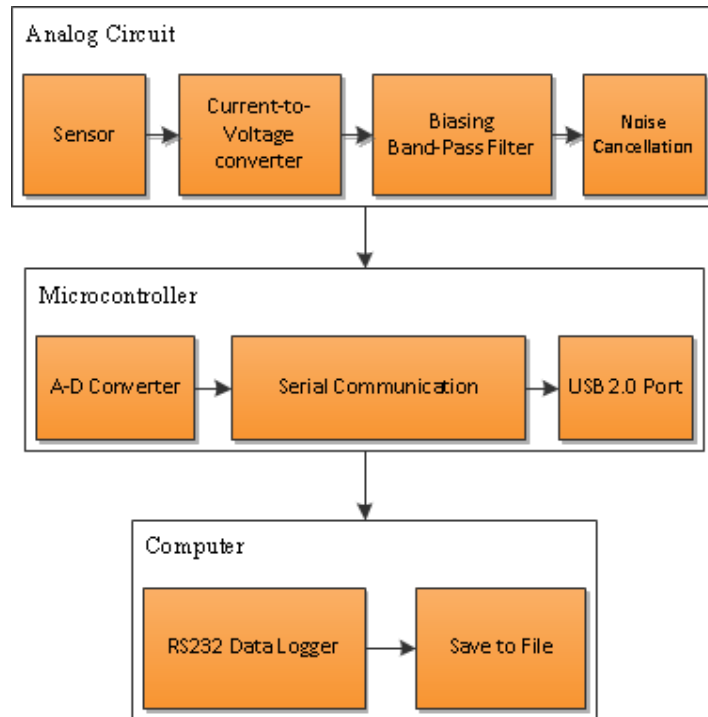 Analog Circuit
Sensor
Current-to-
Voltage
converter
Biasing
Band-Pass Filter
Noise
Cancellation
Microcontroller
A-D Converter
Serial Communication
USB 2.0 Port
Computer
RS232 Data Logger
Save to File